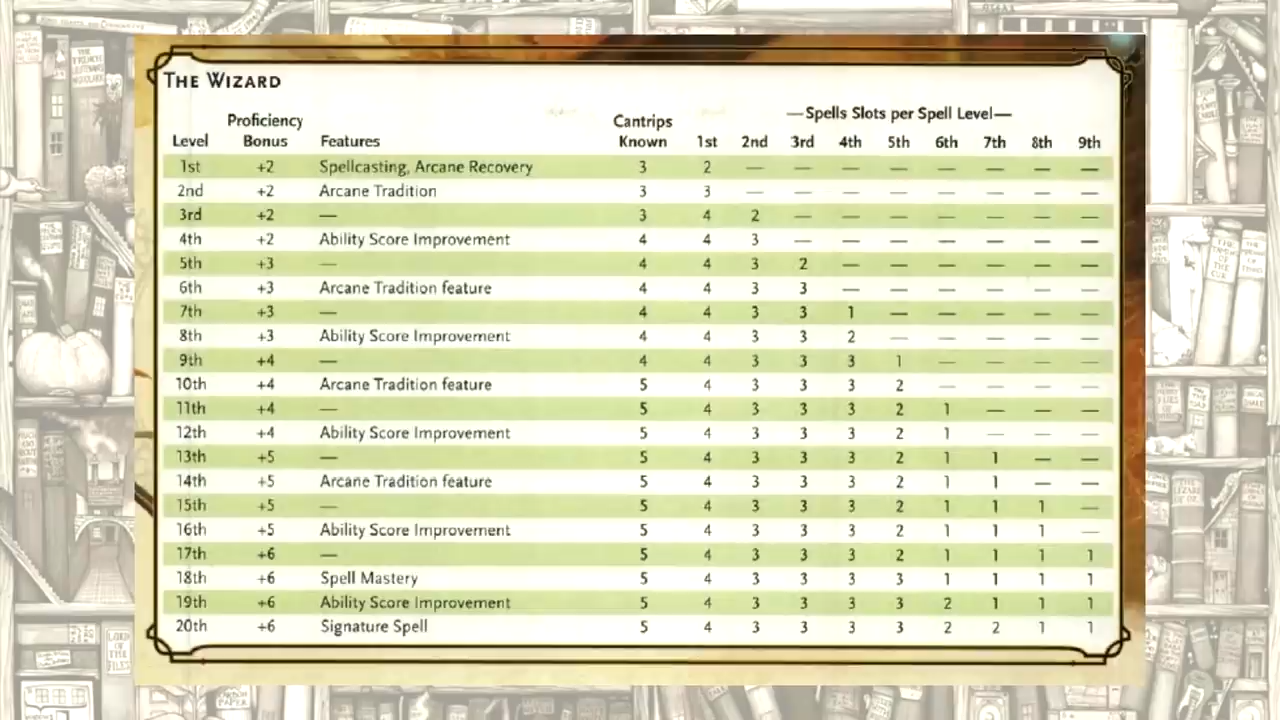 THE WIZARD
—Spells Slots per Spell Level—
Proficiency Cantrips
Level Bonus Features Known 1st 2nd 3rd 4th 5th 6th 7th 8th 9th
1st +2 Spellcasting, Arcane Recovery 3 2 — — — — — — — —
2nd +2 Arcane Tradition 3 3 — — — — — — — —
3rd +2 — 3 4 2 — — — — — — —
4th +2 Ability Score Improvement 4 4 3 — — — — — — —
5th +3 — 4 4 3 2 — — — — — —
6th +3 Arcane Tradition feature 4 4 3 3 — — — — — —
7th +3 — 4 4 3 3 1 — — — — —
8th +3 Ability Score Improvement 4 4 3 3 2 — — — — —
9th +4 — 4 4 3 3 3 1 — — — —
10th +4 Arcane Tradition feature 5 4 3 3 3 2 — — — —
11th +4 — 5 4 3 3 3 2 1 — — —
12th +4 Ability Score Improvement 5 4 3 3 3 2 1 — — —
13th +5 — 5 4 3 3 3 2 1 1 — —
14th +5 Arcane Tradition feature 5 4 3 3 3 2 1 1 — —
15th +5 — 5 4 3 3 3 2 1 1 1 —
16th +5 Ability Score Improvement 5 4 3 3 3 2 1 1 1 —
17th +6 — 5 4 3 3 3 2 1 1 1 1
18th +6 Spell Mastery 5 4 3 3 3 3 1 1 1 1
19th +6 Ability Score Improvement 5 4 3 3 3 3 2 1 1 1
20th +6 Signature Spell 5 4 3 3 3 3 2 2 1 1
LORD OF THE FILES